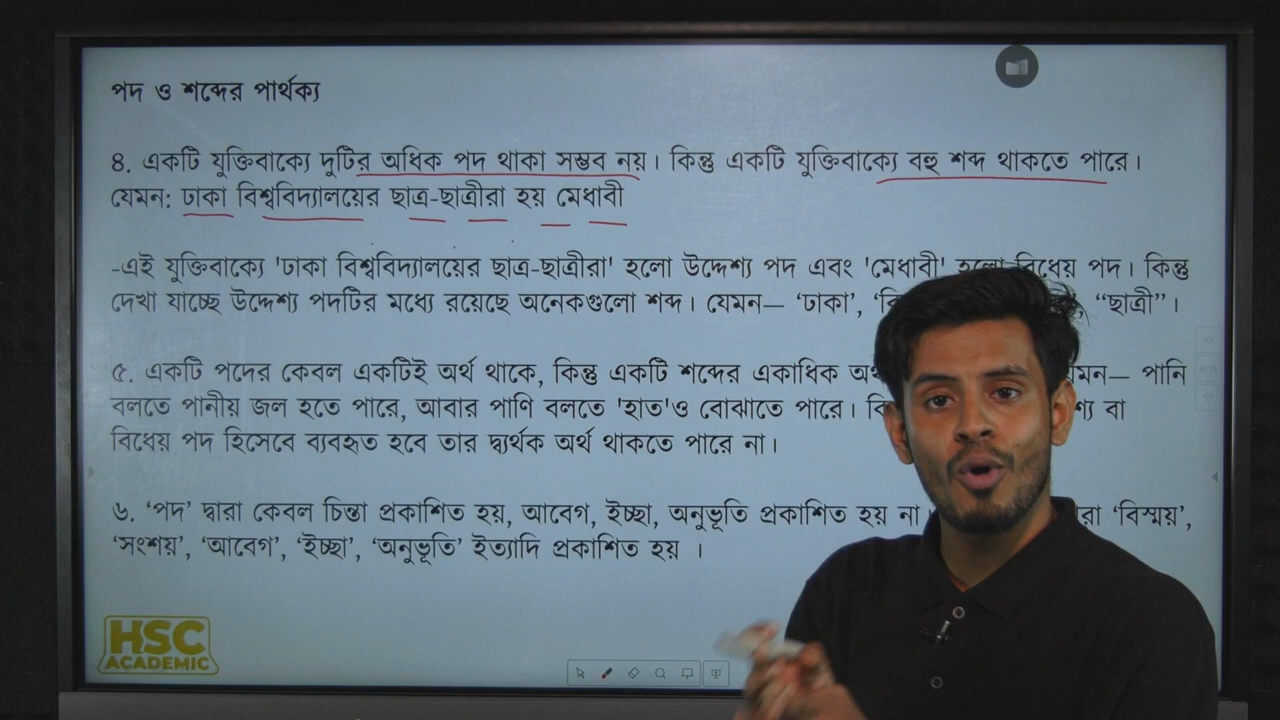 পদ ও শব্দের পার্থক্য
৪. একটি যুক্তিবাক্যে দুটির অধিক পদ থাকা সম্ভব নয়। কিন্তু একটি যুক্তিবাক্যে বহু শব্দ থাকতে পারে।
যেমন: ঢাকা বিশ্ববিদ্যালয়ের ছাত্র-ছাত্রীরা হয় মেধাবী
-এই যুক্তিবাক্যে 'ঢাকা বিশ্ববিদ্যালয়ের ছাত্র-ছাত্রীরা' হলো উদ্দেশ্য পদ এবং 'মেধাবী' হলো বিধেয় পদ। কিন্তু
দেখা যাচ্ছে উদ্দেশ্য পদটির মধ্যে রয়েছে অনেকগুলো শব্দ। যেমন— ‘ঢাকা’, “ছাত্রী”।
৫. একটি পদের কেবল একটিই অর্থ থাকে, কিন্তু একটি শব্দের একাধিক পানি
বলতে পানীয় জল হতে পারে, আবার পাণি বলতে 'হাত'ও বোঝাতে পারে। বা
বিধেয় পদ হিসেবে ব্যবহৃত হবে তার দ্ব্যর্থক অর্থ থাকতে পারে না।
৬. ‘পদ’ দ্বারা কেবল চিন্তা প্রকাশিত হয়, আবেগ, ইচ্ছা, অনুভূতি প্রকাশিত হয় না ‘বিস্ময়’,
‘সংশয়’, ‘আবেগ’, ‘ইচ্ছা’, ‘অনুভূতি’ ইত্যাদি প্রকাশিত হয় ।
HSC
ACADEMIC